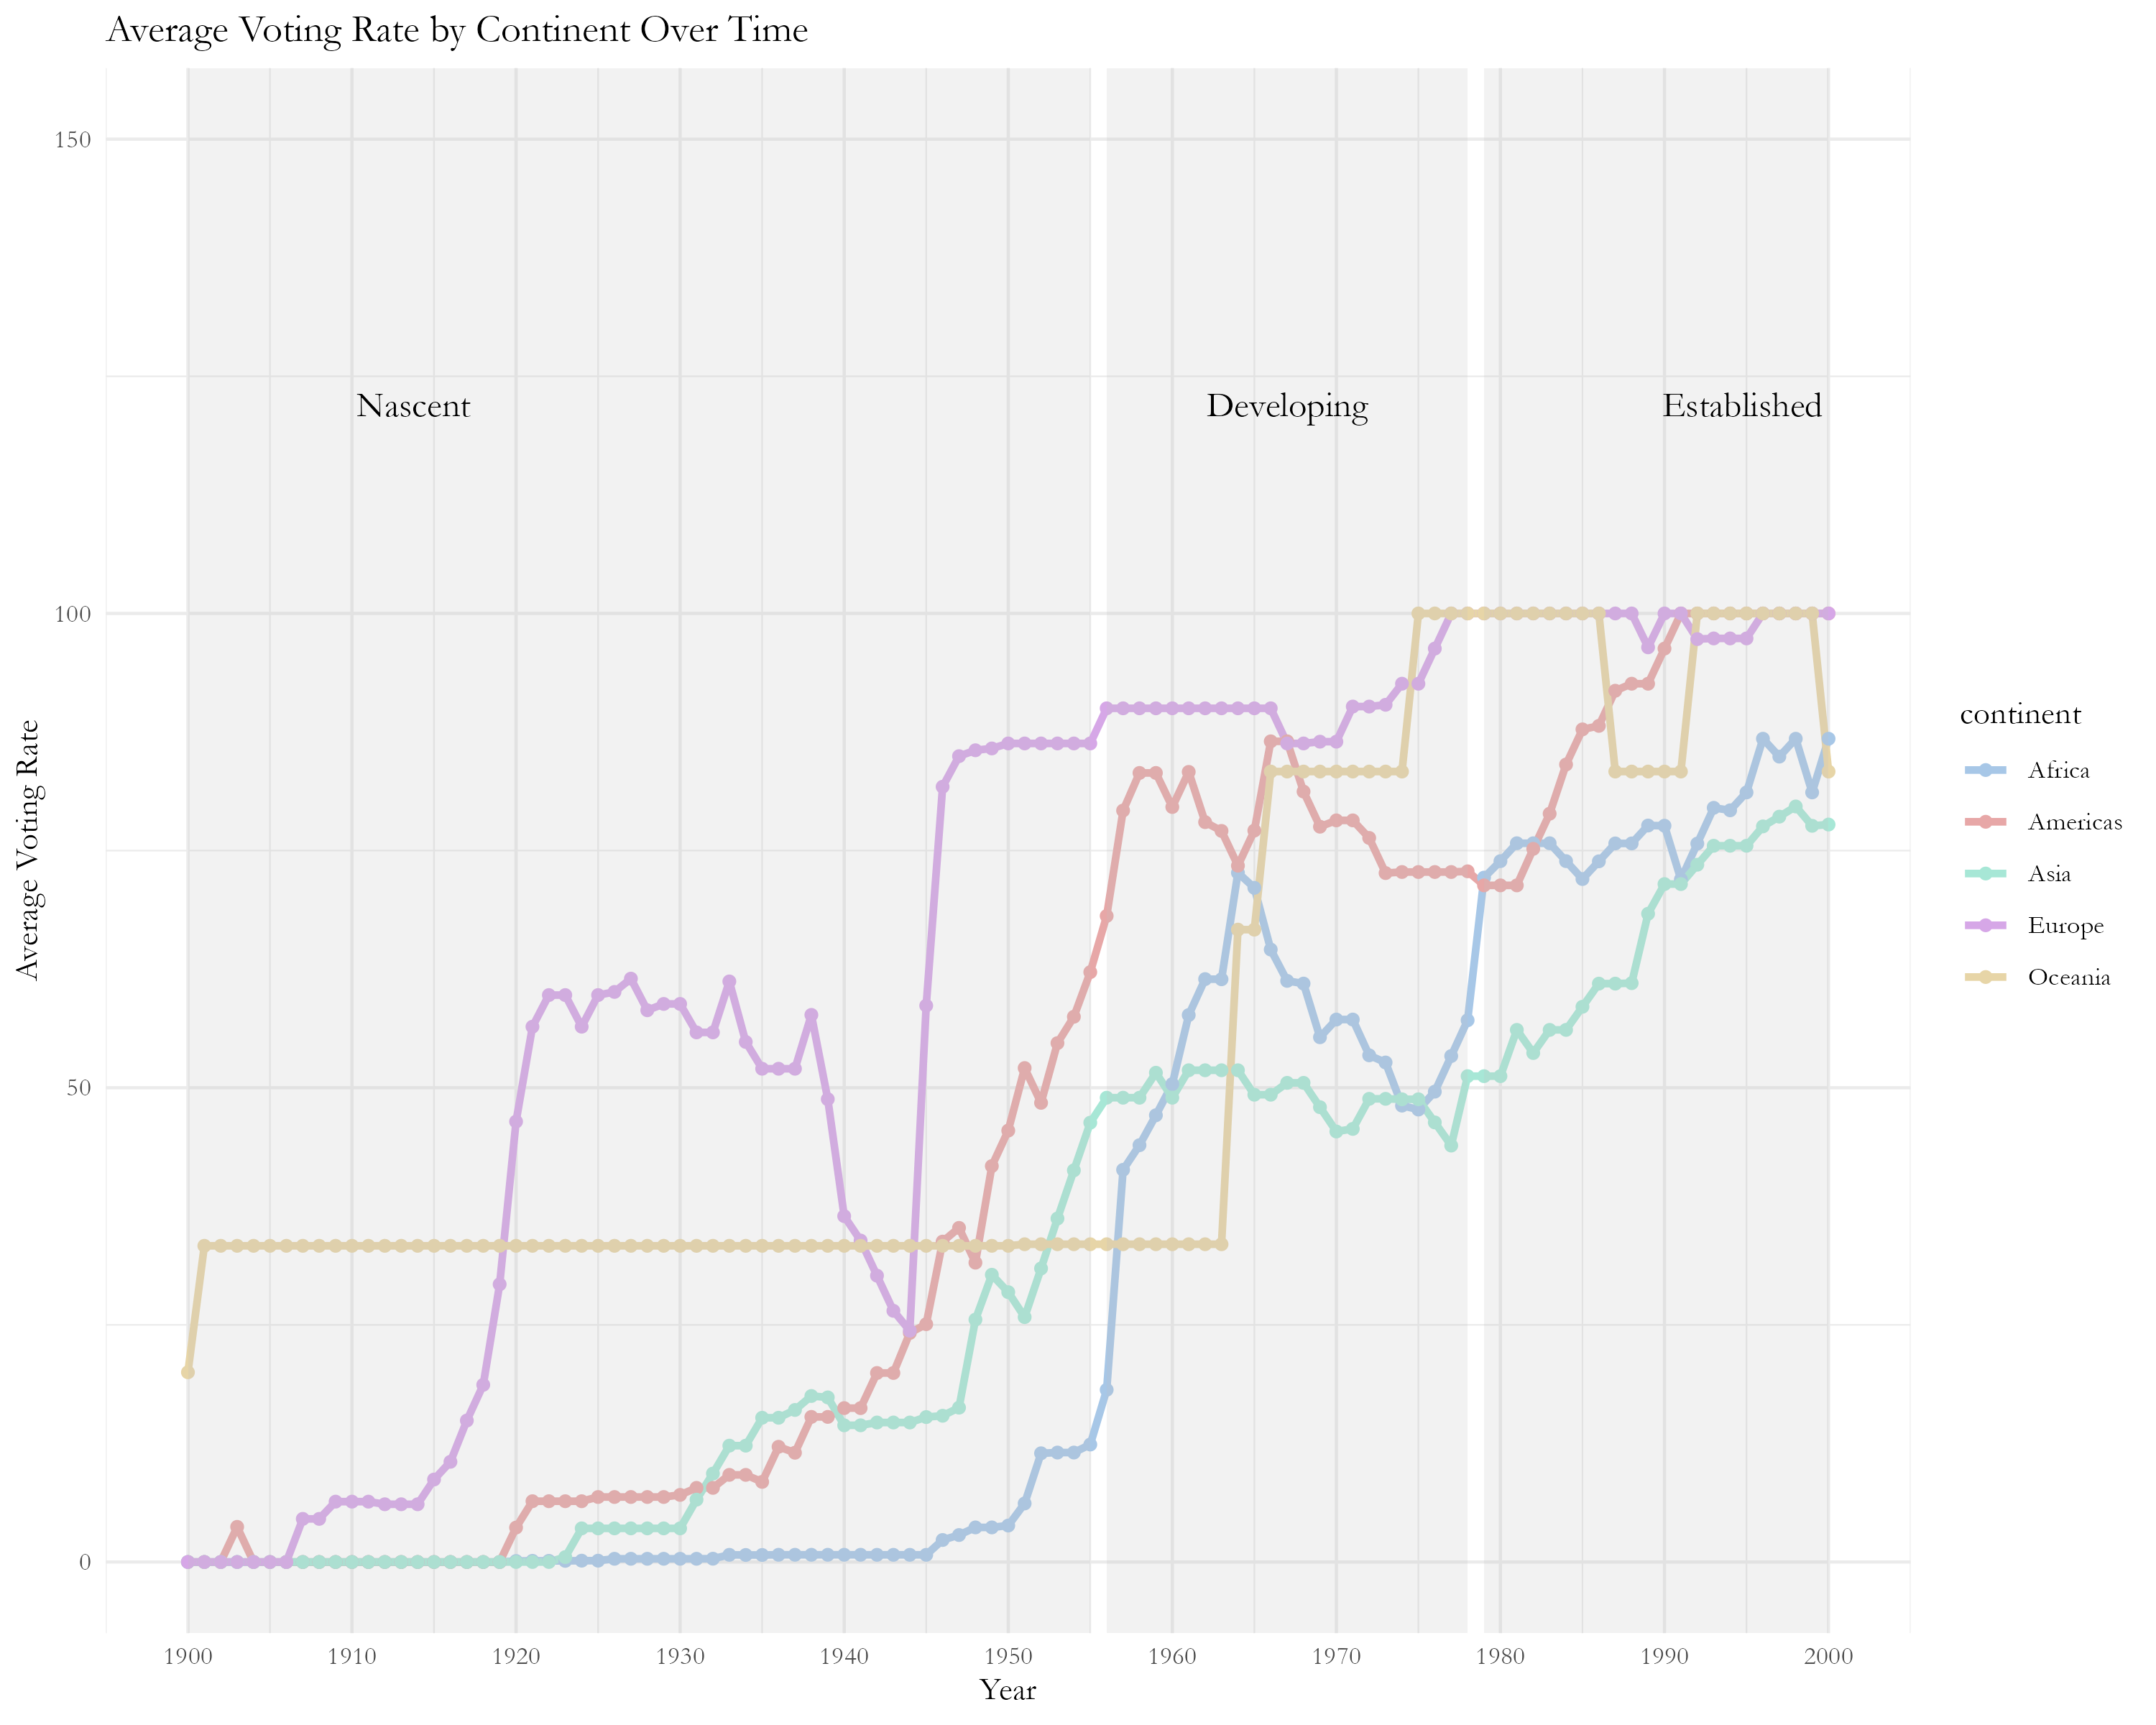 Average Voting Rate by Continent Over Time
150
Nascent
Developing
Established
100
50
0
Average Voting Rate
1900 1910 1920 1930 1940 1950 1960 1970 1980 1990 2000
Year
continent
Africa
Americas
Asia
Europe
Oceania